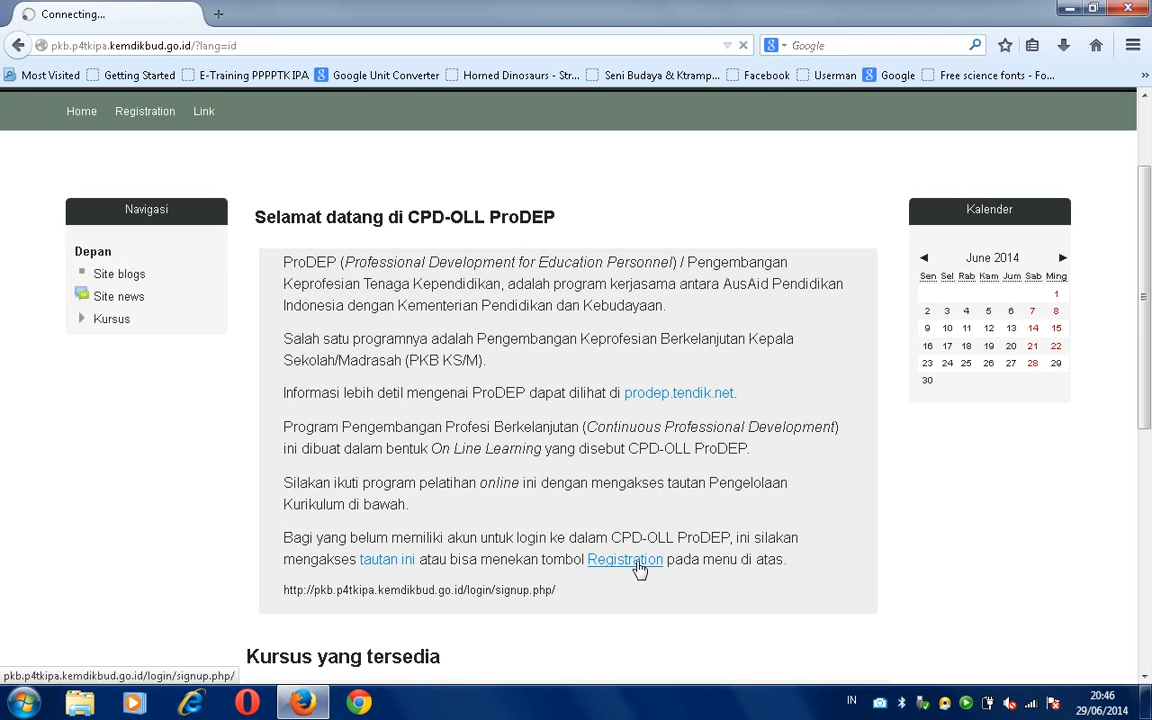 Connecting...
pkb.p4tkipa.kemdikbud.go.id/?lang=id
Google
Most Visited
Getting Started
E-Training PPPPTK IPA
Google Unit Converter
Horned Dinosaurs - Str...
Seni Budaya & Ktramp...
Facebook
Userman
Google
Free science fonts - Fo...
Home Registration Link
Navigasi
Depan
Site blogs
Site news
Kursus
Selamat datang di CPD-OLL ProDEP
ProDEP (Professional Development for Education Personnel) / Pengembangan
Keprofesian Tenaga Kependidikan, adalah program kerjasama antara AusAid Pendidikan
Indonesia dengan Kementerian Pendidikan dan Kebudayaan.
Salah satu programnya adalah Pengembangan Keprofesian Berkelanjutan Kepala
Sekolah/Madrasah (PKB KS/M).
Informasi lebih detil mengenai ProDEP dapat dilihat di prodep.tendik.net.
Program Pengembangan Profesi Berkelanjutan (Continuous Professional Development)
ini dibuat dalam bentuk On Line Learning yang disebut CPD-OLL ProDEP.
Silakan ikuti program pelatihan online ini dengan mengakses tautan Pengelolaan
Kurikulum di bawah.
Bagi yang belum memiliki akun untuk login ke dalam CPD-OLL ProDEP, ini silakan
mengakses tautan ini atau bisa menekan tombol Registration pada menu di atas.
http://pkb.p4tkipa.kemdikbud.go.id/login/signup.php/
Kursus yang tersedia
Kalender
June 2014
Sen Sel Rab Kam Jum Sab Ming
1
2 3 4 5 6 7 8
9 10 11 12 13 14 15
16 17 18 19 20 21 22
23 24 25 26 27 28 29
30
pkb.p4tkipa.kemdikbud.go.id/login/signup.php/
IN
20:46
29/06/2014